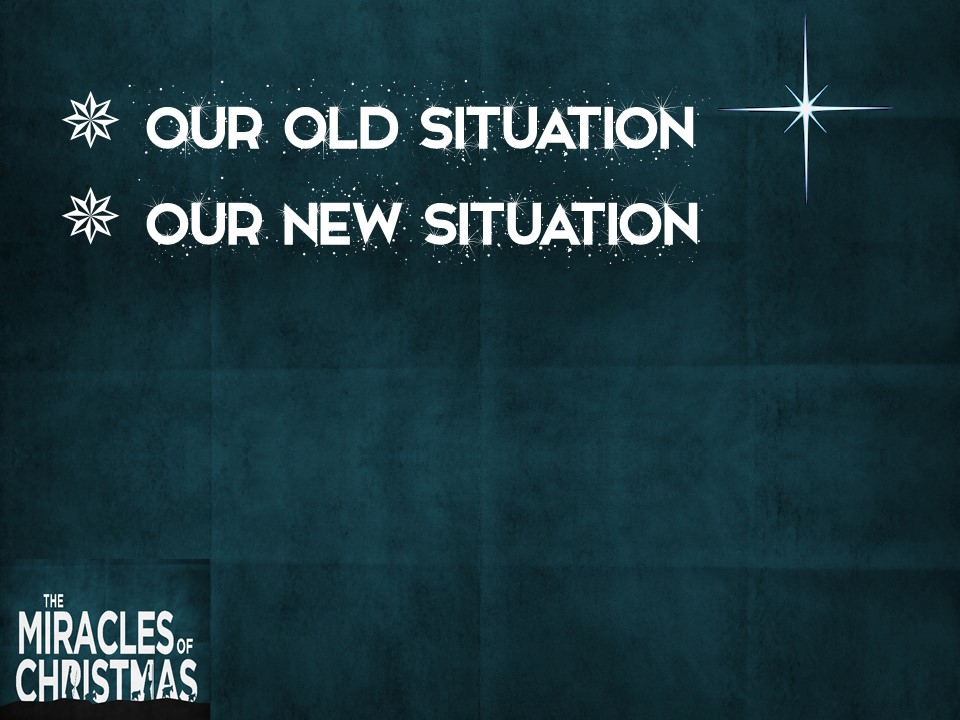 OUR OLD SITUATION
OUR NEW SITUATION
THE
MIRACLES OF
CHRISTMAS